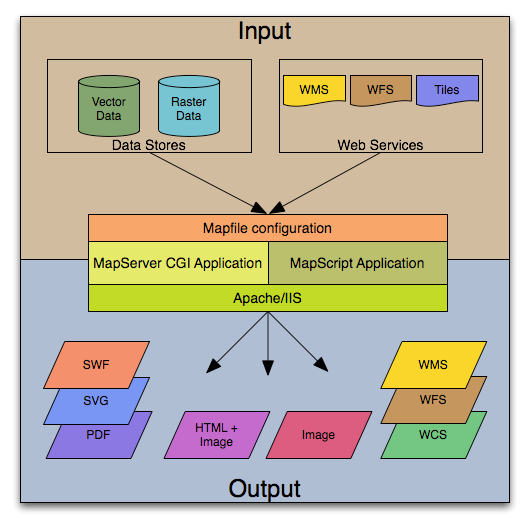 Input
Vector
Data
Raster
Data
Data Stores
WMS
WFS
Tiles
Web Services
Mapfile configuration
MapServer CGI Application
MapScript Application
Apache/IIS
SWF
SVG
PDF
HTML +
Image
Image
WMS
WFS
WCS
Output